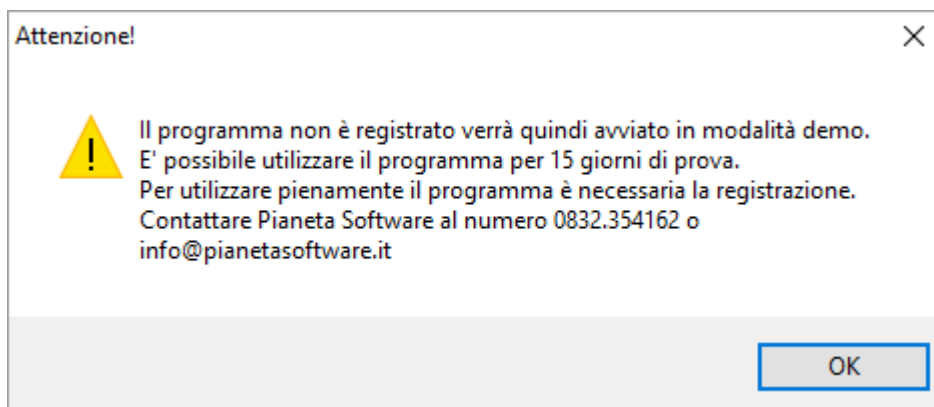 Attenzione!
Il programma non è registrato verrà quindi avviato in modalità demo.
E' possibile utilizzare il programma per 15 giorni di prova.
Per utilizzare pienamente il programma è necessaria la registrazione.
Contattare Pianeta Software al numero 0832.354162 o
info@pianetasoftware.it
OK